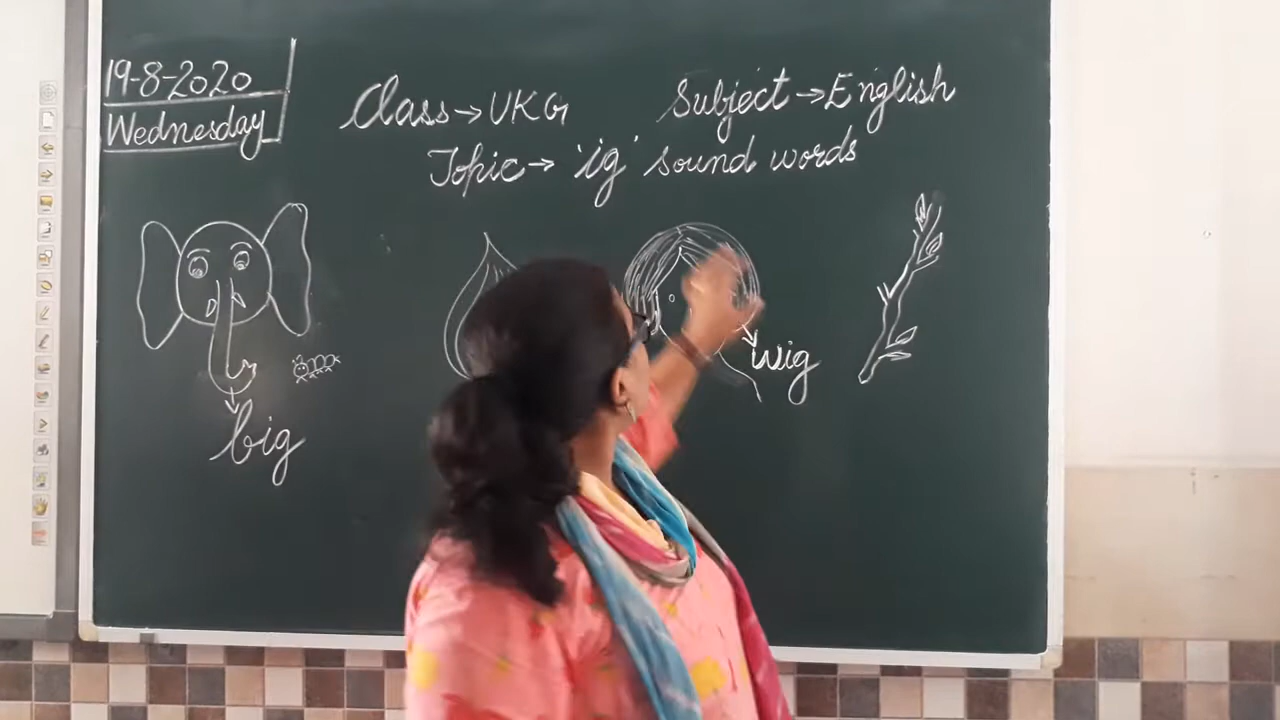 19-8-2020
Wednesday
Class→UKG
Subject→English
Topic→'ig' sound words
wig
big